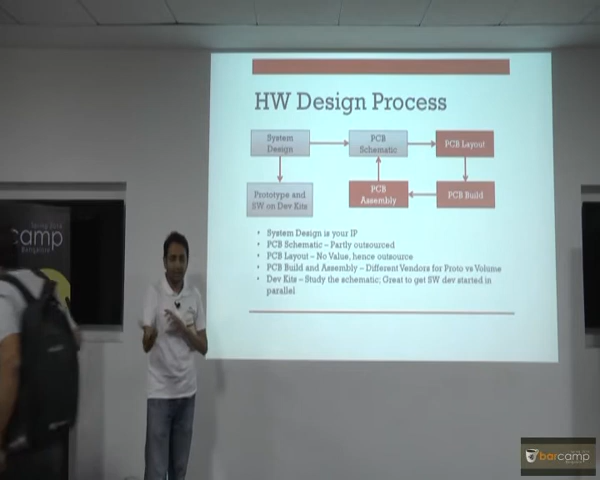 HW Design Process
System
Design
PCB
Schematic
PCB Layout
Prototype and
SW on Dev Kits
PCB
Assembly
PCB Build
• System Design is your IP
• PCB Schematic – Partly outsourced
• PCB Layout – No Value, hence outsource
• PCB Build and Assembly – Different Vendors for Proto vs Volume
• Dev Kits – Study the schematic; Great to get SW dev started in
parallel
camp
Bangalore
barcamp